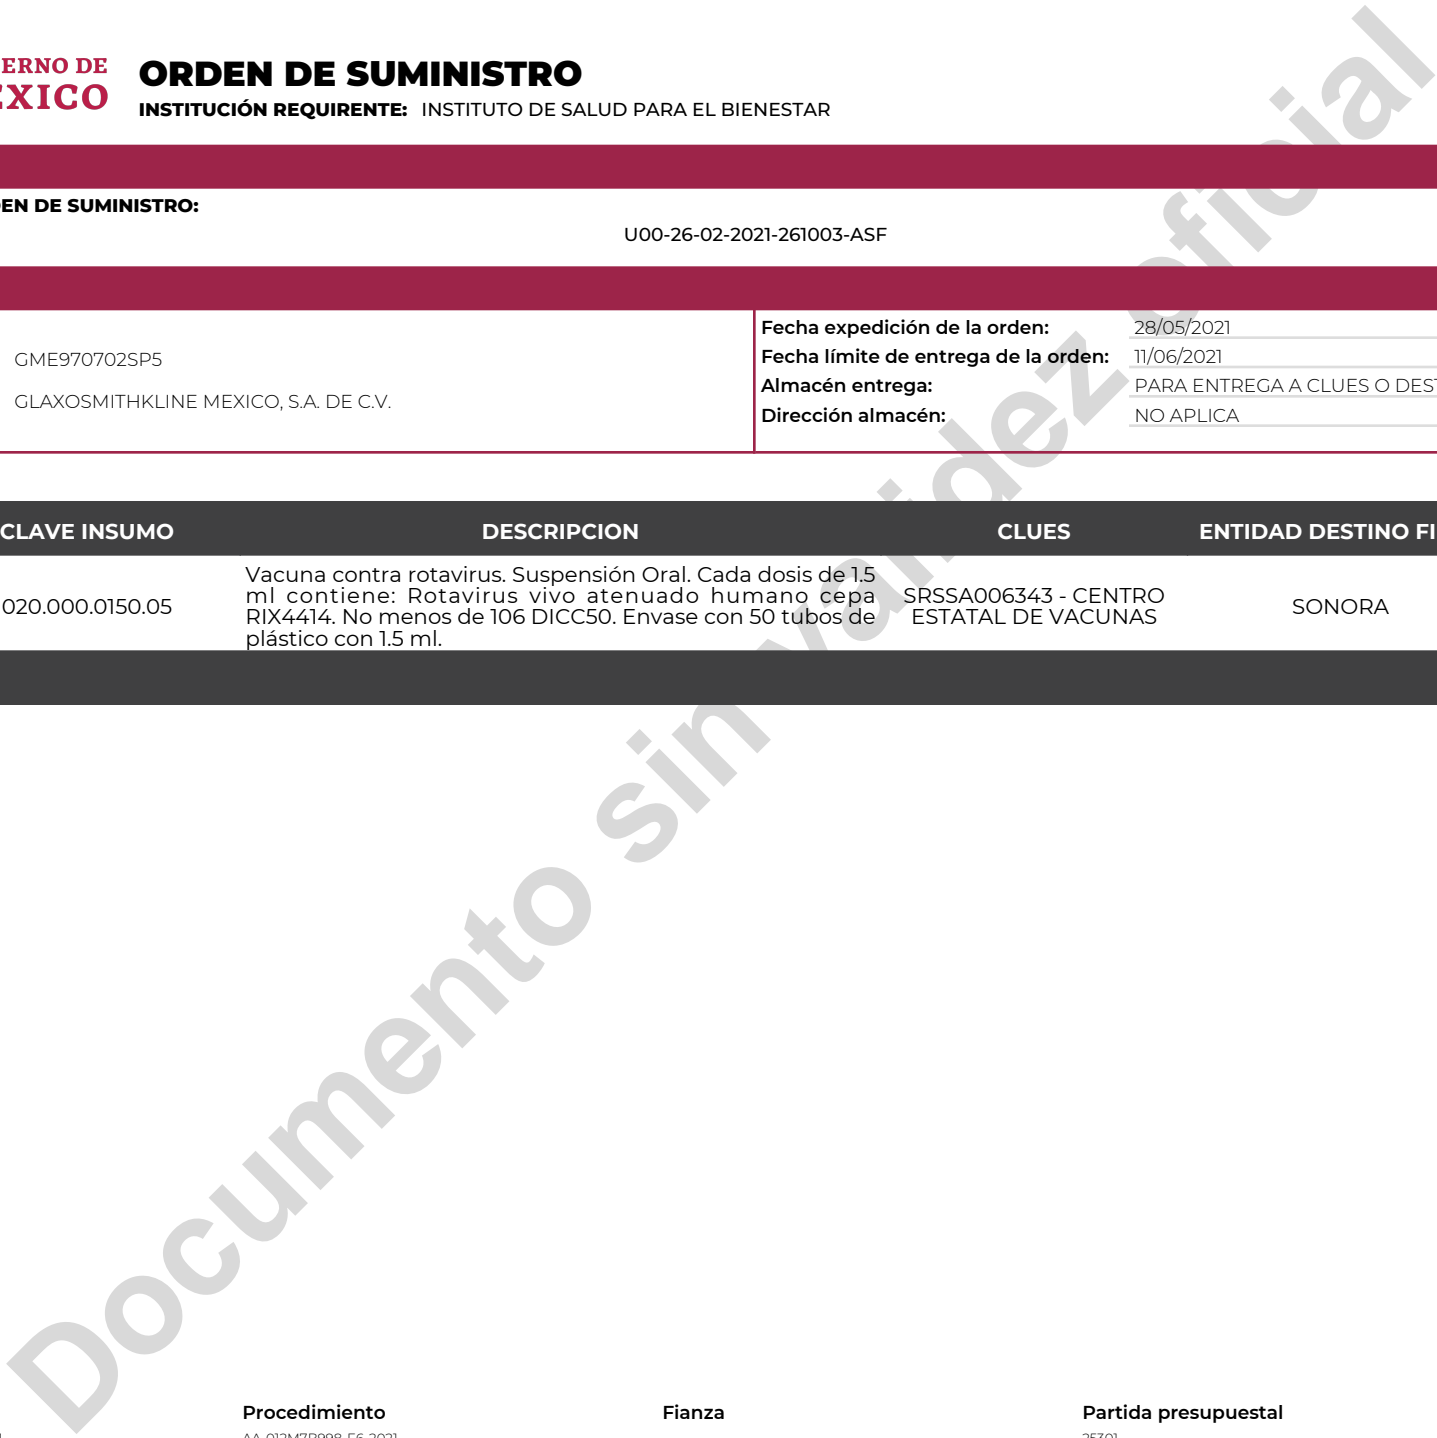 ERNO DE
ÉXICO
ORDEN DE SUMINISTRO
INSTITUCIÓN REQUIRENTE: INSTITUTO DE SALUD PARA EL BIENESTAR
EN DE SUMINISTRO:
U00-26-02-2021-261003-ASF
GME970702SP5
GLAXOSMITHKLINE MEXICO, S.A. DE C.V.
Fecha expedición de la orden: 28/05/2021
Fecha límite de entrega de la orden: 11/06/2021
Almacén entrega: PARA ENTREGA A CLUES O DEST
Dirección almacén: NO APLICA
CLAVE INSUMO DESCRIPCION CLUES ENTIDAD DESTINO FI
020.000.0150.05
Vacuna contra rotavirus. Suspensión Oral. Cada dosis de 1.5
ml contiene: Rotavirus vivo atenuado humano cepa
RIX4414. No menos de 106 DICC50. Envase con 50 tubos de
plástico con 1.5 ml.
SRSSA006343 - CENTRO
ESTATAL DE VACUNAS
SONORA
Documento sin validez oficial
Procedimiento Fianza Partida presupuestal